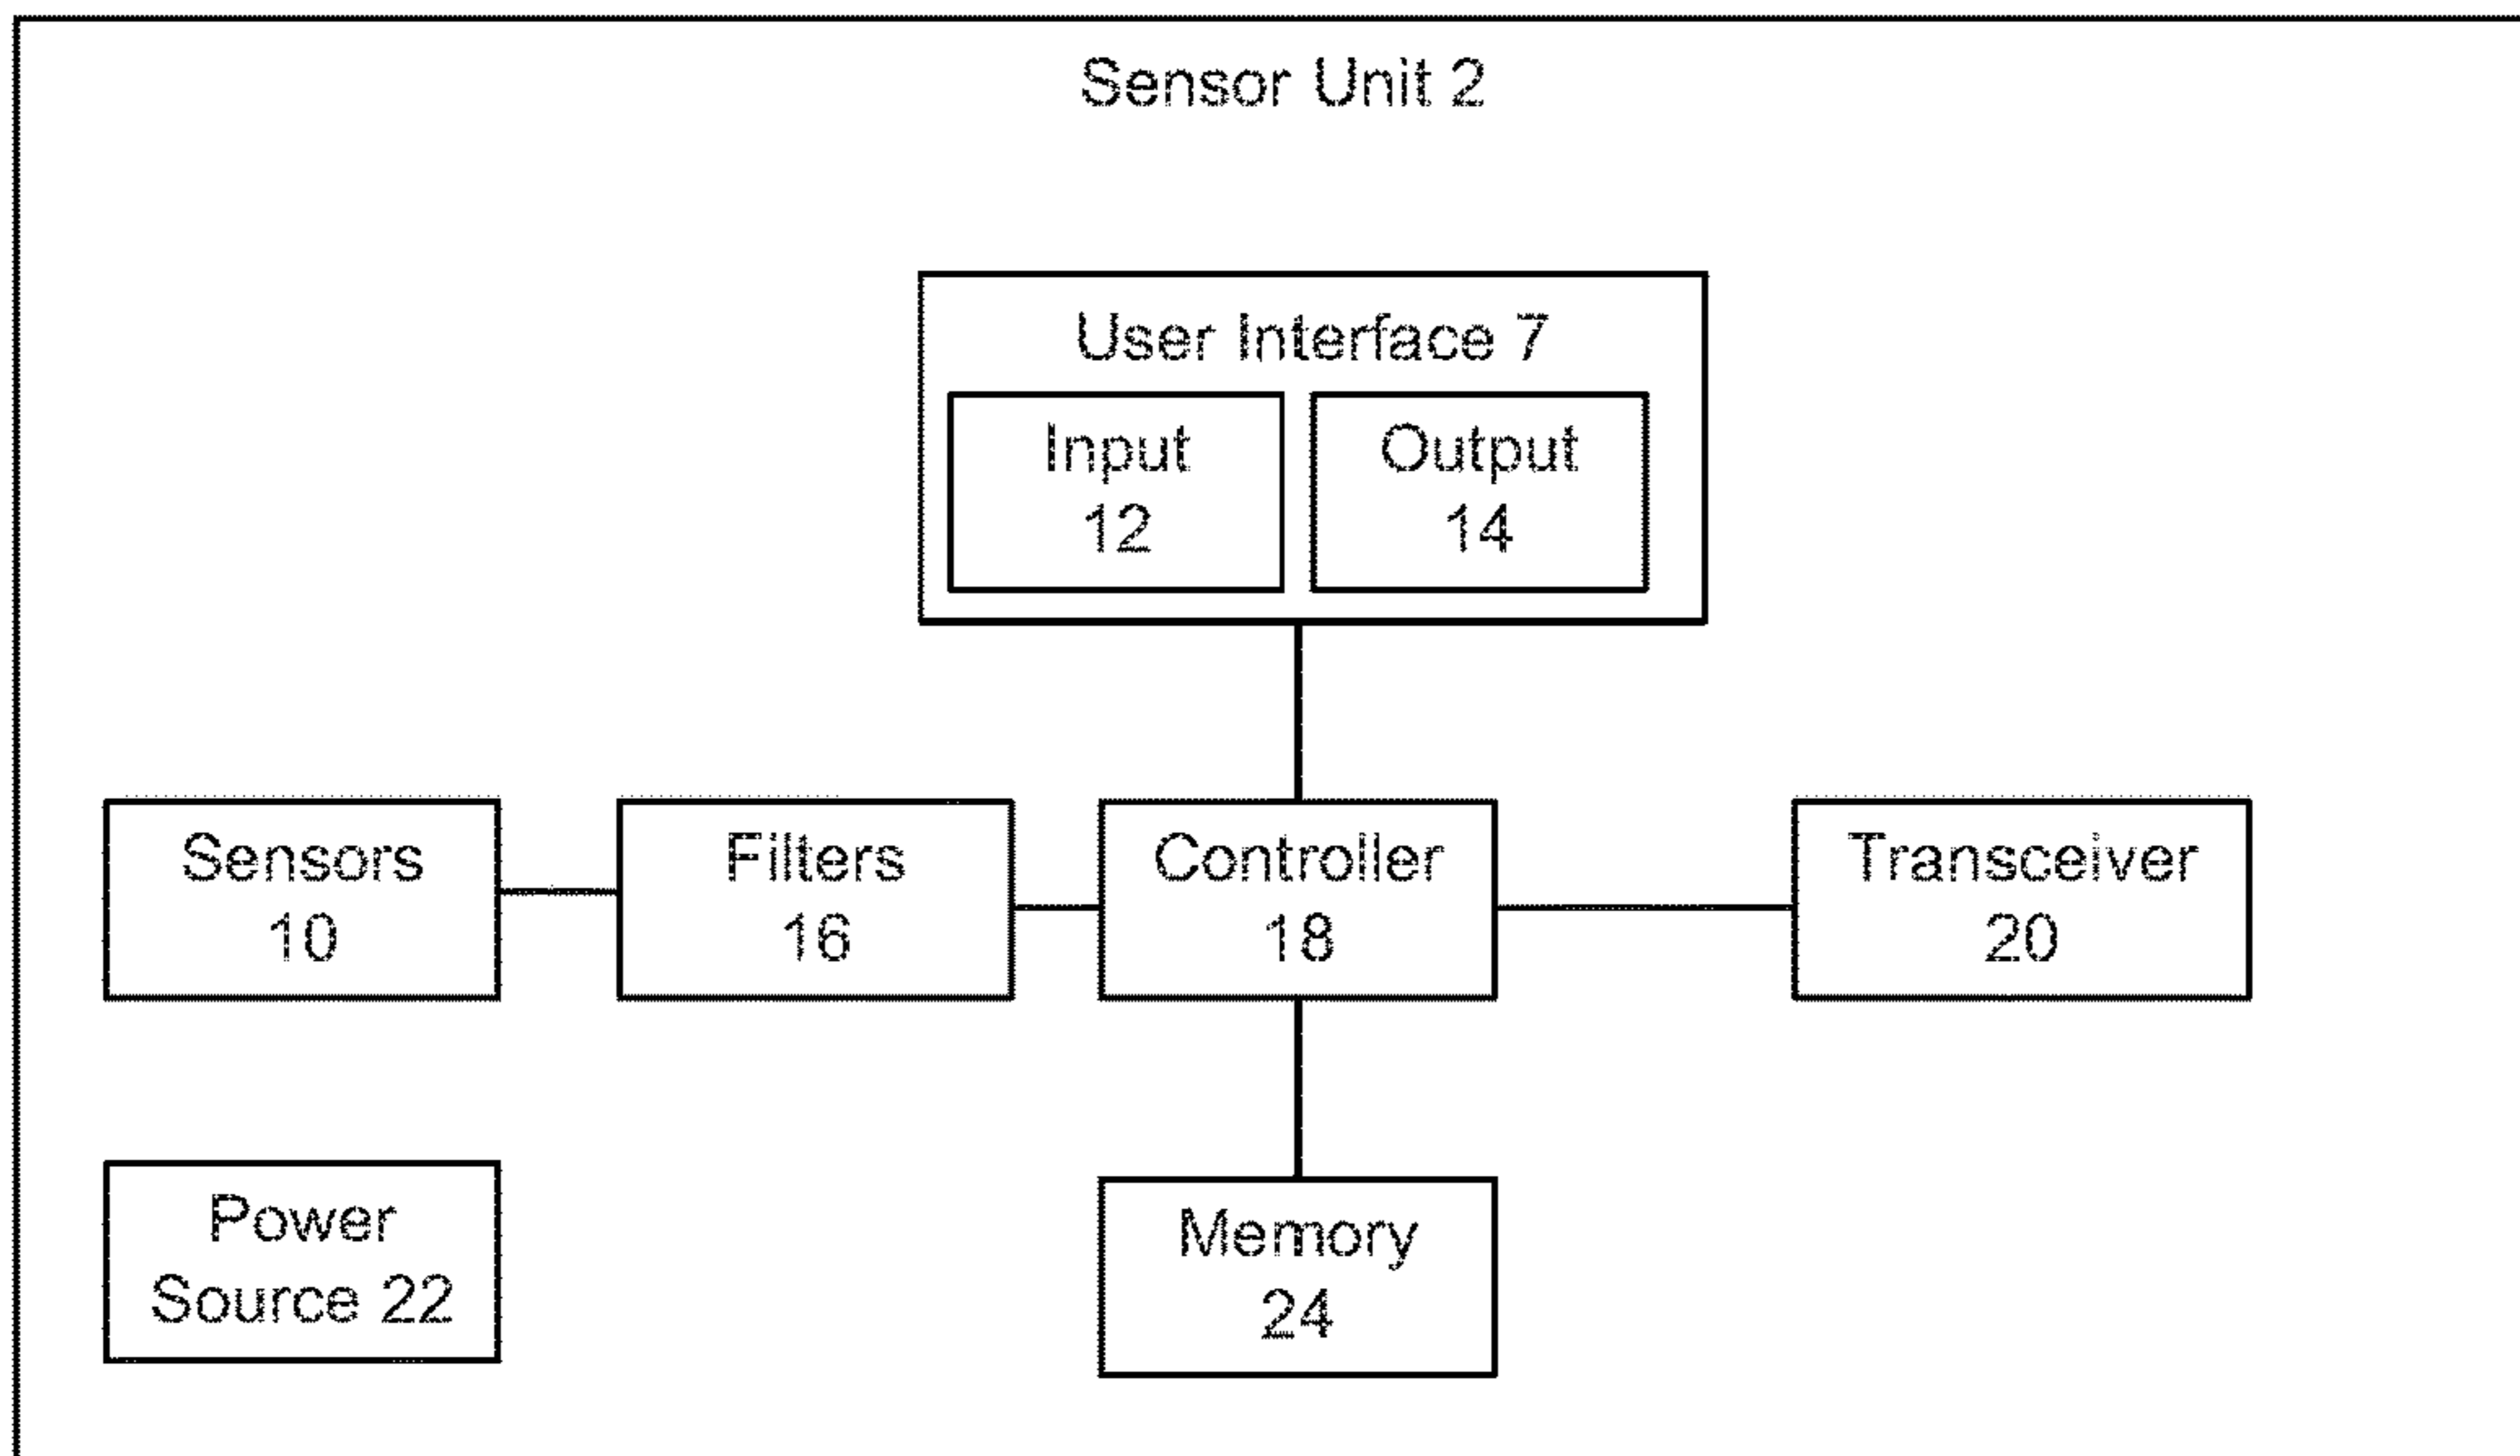 Sensor Unit 2
User Interface 7
Input
12
Output
14
Sensors
10
Filters
16
Controller
18
Transceiver
20
Power
Source 22
Memory
24